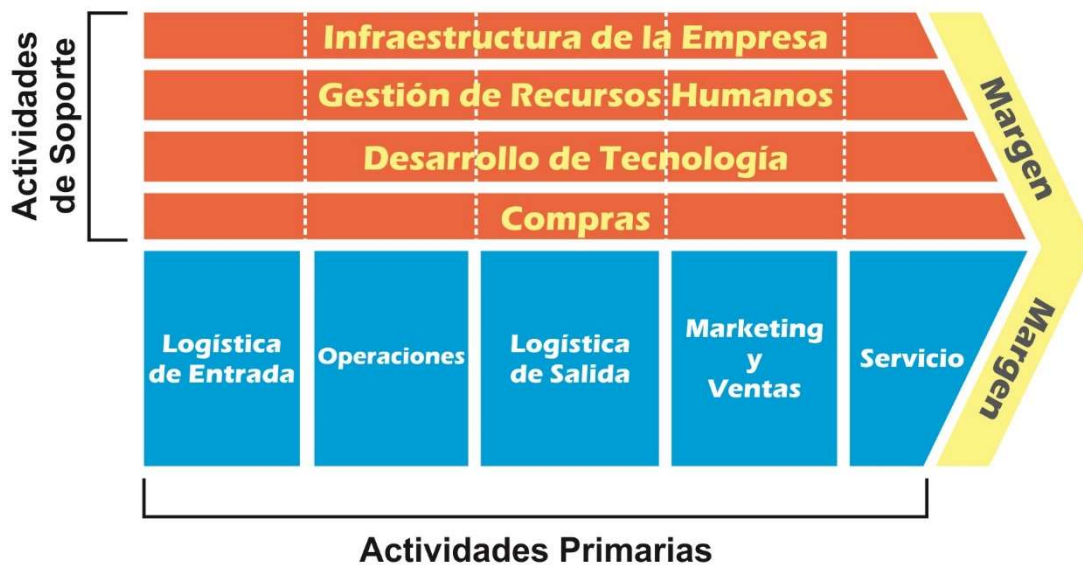 Actividades
de Soporte
Infraestructura de la Empresa
Gestión de Recursos Humanos
Desarrollo de Tecnología
Compras
Margen
Logística
de Entrada
Operaciones
Logística
de Salida
Marketing
y
Ventas
Servicio
Margen
Actividades Primarias